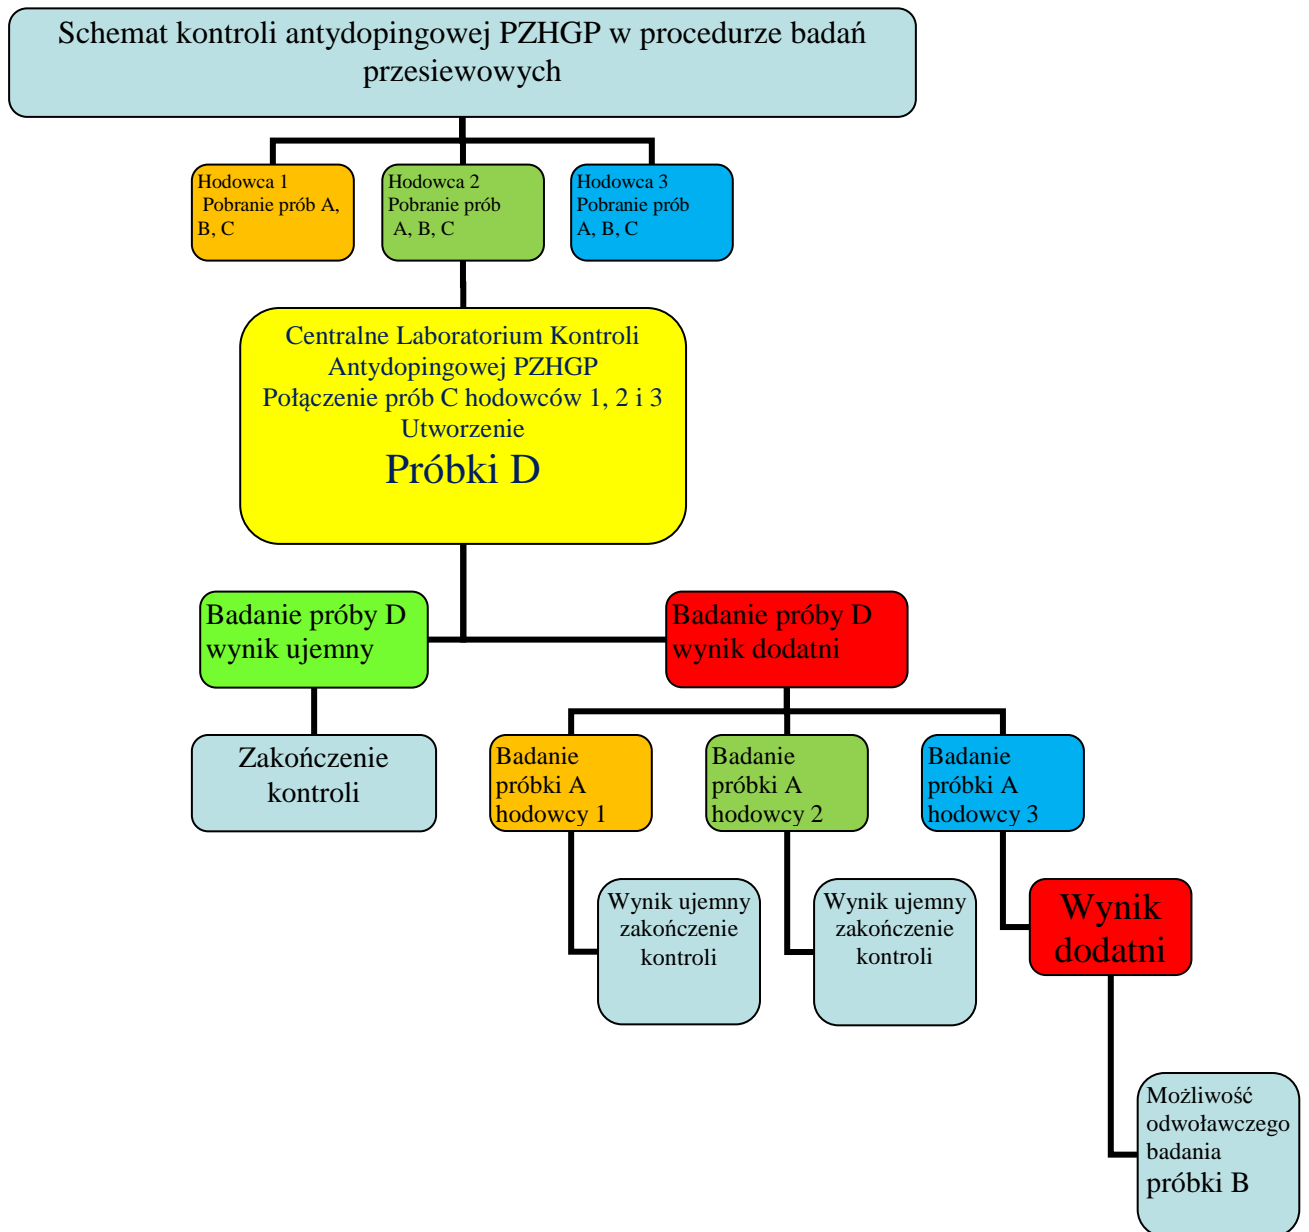 Schemat kontroli antydopingowej PZHGP w procedurze badań
przesiewowych
Hodowca 1
Pobranie prób A,
B, C
Hodowca 2
Pobranie prób
A, B, C
Hodowca 3
Pobranie prób
A, B, C
Centralne Laboratorium Kontroli
Antydopingowej PZHGP
Połączenie prób C hodowców 1, 2 i 3
Utworzenie
Próbki D
Badanie próby D
wynik ujemny
Badanie próby D
wynik dodatni
Zakończenie
kontroli
Badanie
próbki A
hodowcy 1
Badanie
próbki A
hodowcy 2
Badanie
próbki A
hodowcy 3
Wynik ujemny
zakończenie
kontroli
Wynik ujemny
zakończenie
kontroli
Wynik
dodatni
Możliwość
odwoławczego
badania
próbki B